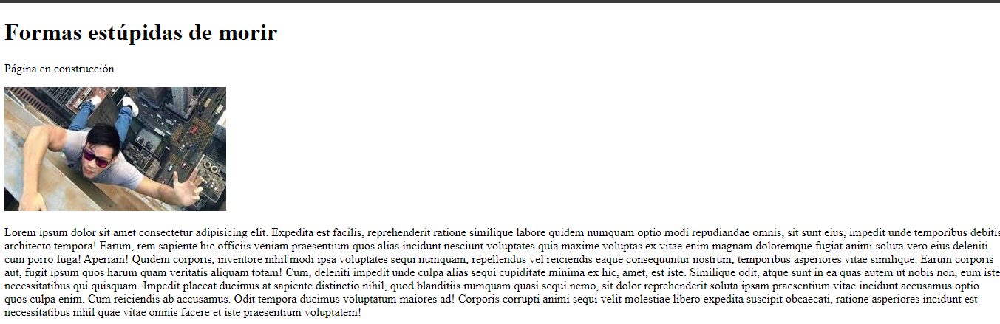 Formas estúpidas de morir
Página en construcción
Lorem ipsum dolor sit amet consectetur adipisicing elit. Expedita est facilis, reprehenderit ratione similique labore quidem numquam optio modi repudiandae omnis, sit sunt eius, impedit unde temporibus debitis
architecto tempora! Earum, rem sapiente hic officiis veniam praesentium quos alias incidunt nesciunt voluptates quia maxime voluptas ex vitae enim magnam doloremque fugiat animi soluta vero eius deleniti
cum porro fuga! Aperiam! Quidem corporis, inventore nihil modi ipsa voluptates sequi numquam, repellendus vel reiciendis eaque consequuntur nostrum, temporibus asperiores vitae similique. Earum corporis
aut, fugit ipsum quos harum quam veritatis aliquam totam! Cum, deleniti impedit unde culpa alias sequi cupiditate minima ex hic, amet, est iste. Similique odit, atque sunt in ea quas autem ut nobis non, eum iste
necessitatibus qui quisquam. Impedit placeat ducimus at sapiente distinctio nihil, quod blanditiis numquam quasi sequi nemo, sit dolor reprehenderit soluta ipsam praesentium vitae incidunt accusamus optio
quos culpa enim. Cum reiciendis ab accusamus. Odit tempora ducimus voluptatum maiores ad! Corporis corrupti animi sequi velit molestiae libero expedita suscipit obcaecati, ratione asperiores incidunt est
necessitatibus nihil quae vitae omnis facere et iste praesentium voluptatem!